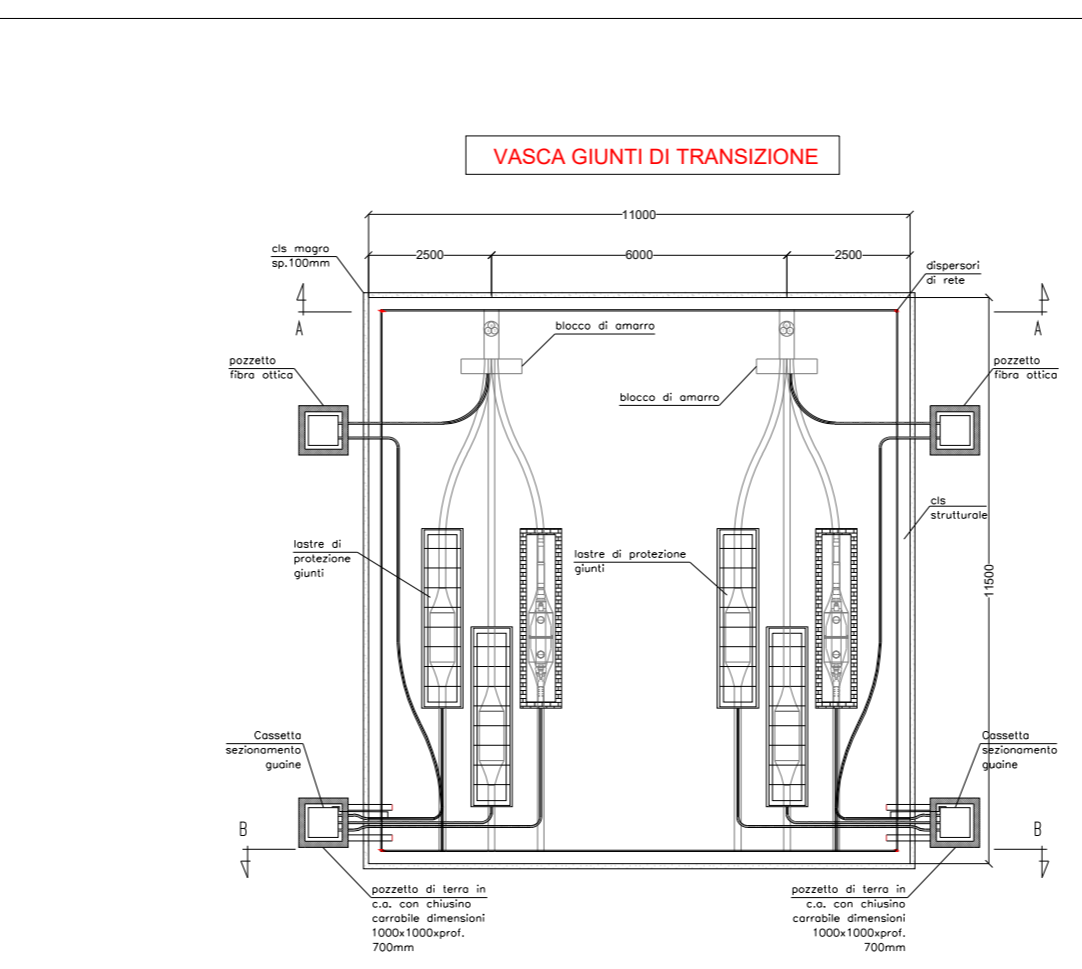 VASCA GIUNTI DI TRANSIZIONE
11000
2500
6000
2500
cls magro
sp.100mm
dispersori
di rete
A
A
blocco di amarro
pozzetto
fibra ottica
pozzetto
fibra ottica
blocco di amarro
cls
strutturale
lastre di
protezione
giunti
lastre di protezione
giunti
11500
Cassetta
sezionamento
guaine
Cassetta
sezionamento
guaine
B
B
pozzetto di terra in
c.a. con chiusino
carrabile dimensioni
1000x1000xprof.
700mm
pozzetto di terra in
c.a. con chiusino
carrabile dimensioni
1000x1000xprof.
700mm